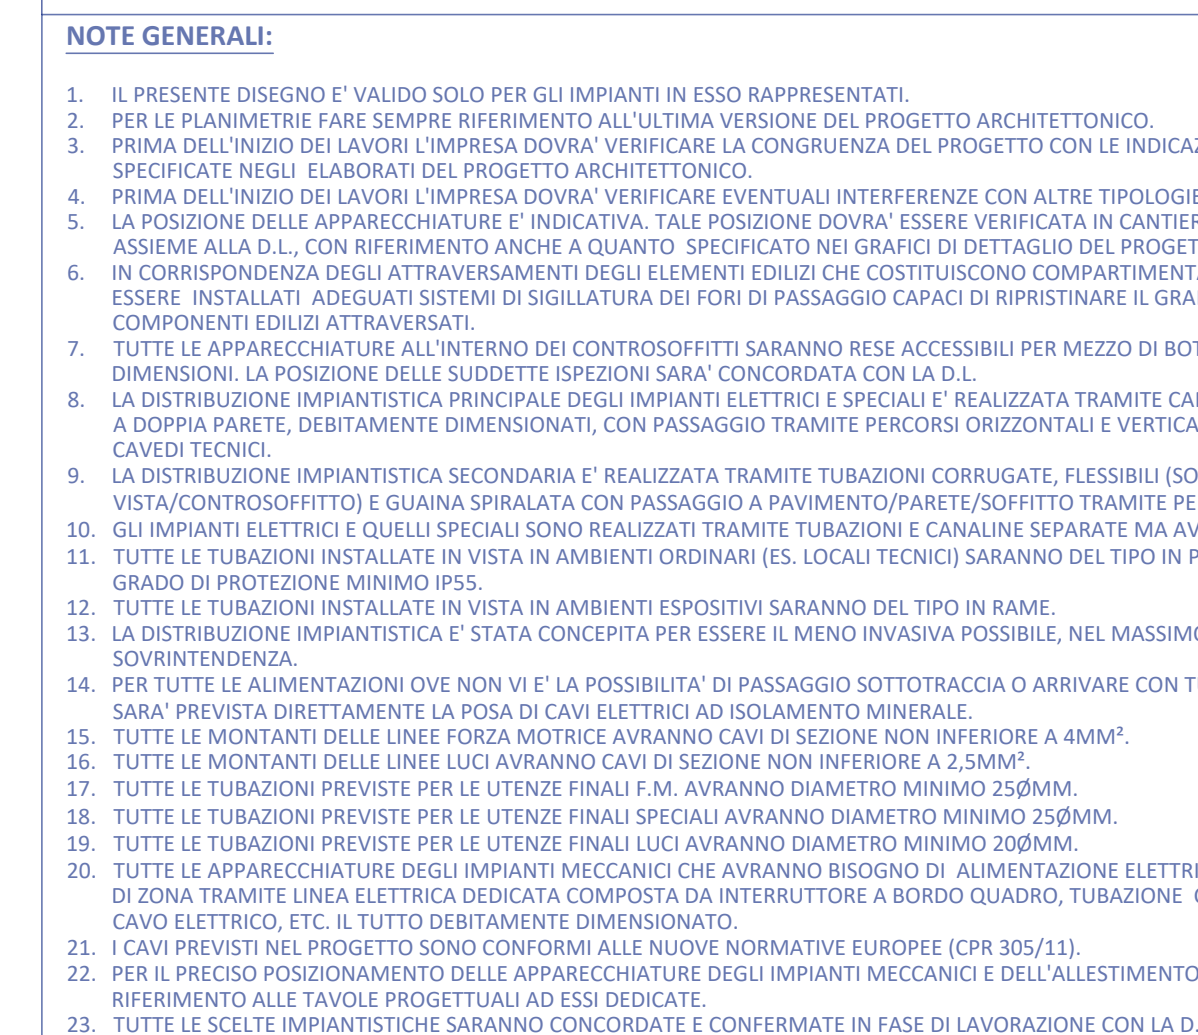 NOTE GENERALI:
1. IL PRESENTE DISEGNO E' VALIDO SOLO PER GLI IMPIANTI IN ESSO RAPPRESENTATI.
2. PER LE PLANIMETRIE FARE SEMPRE RIFERIMENTO ALL'ULTIMA VERSIONE DEL PROGETTO ARCHITETTONICO.
3. PRIMA DELL'INIZIO DEI LAVORI L'IMPRESA DOVRA' VERIFICARE LA CONGRUENZA DEL PROGETTO CON LE
SPECIFICATE NEGLI ELABORATI DEL PROGETTO ARCHITETTONICO.
4. PRIMA DELL'INIZIO DEI LAVORI L'IMPRESA DOVRA' VERIFICARE EVENTUALI INTERFERENZE CON ALTRE TIPOLOGIE
5. LA POSIZIONE DELLE APPARECCHIATURE E' INDICATIVA. TALE POSIZIONE DOVRA' ESSERE VERIFICATA IN
ASSIEME ALLA D.L., CON RIFERIMENTO ANCHE A QUANTO SPECIFICATO NEI GRAFICI DI DETTAGLIO DEL
6. IN CORRISPONDENZA DEGLI ATTRAVERSAMENTI DEGLI ELEMENTI EDILIZI CHE COSTITUISCONO
ESSERE INSTALLATI ADEGUATI SISTEMI DI SIGILLATURA DEI FORI DI PASSAGGIO CAPACI DI RIPRISTINARE IL
COMPONENTI EDILIZI ATTRAVERSATI.
7. TUTTE LE APPARECCHIATURE ALL'INTERNO DEI CONTROSOFFITTI SARANNO RESE ACCESSIBILI PER MEZZO DI
DIMENSIONI. LA POSIZIONE DELLE SUDDETTE ISPEZIONI SARA' CONCORDATA CON LA D.L.
8. LA DISTRIBUZIONE IMPIANTISTICA PRINCIPALE DEGLI IMPIANTI ELETTRICI E SPECIALI E' REALIZZATA TRAMITE
A DOPPIA PARETE, DEBITAMENTE DIMENSIONATI, CON PASSAGGIO TRAMITE PERCORSI ORIZZONTALI E
CAVEDI TECNICI.
9. LA DISTRIBUZIONE IMPIANTISTICA SECONDARIA E' REALIZZATA TRAMITE TUBAZIONI CORRUGATE, FLESSIBILI
VISTA/CONTROSOFFITTO) E GUAINA SPIRALATA CON PASSAGGIO A PAVIMENTO/PARETE/SOFFITTO TRAMITE
10. GLI IMPIANTI ELETTRICI E QUELLI SPECIALI SONO REALIZZATI TRAMITE TUBAZIONI E CANALINE SEPARATE MA
11. TUTTE LE TUBAZIONI INSTALLATE IN VISTA IN AMBIENTI ORDINARI (ES. LOCALI TECNICI) SARANNO DEL TIPO IN
GRADO DI PROTEZIONE MINIMO IP55.
12. TUTTE LE TUBAZIONI INSTALLATE IN VISTA IN AMBIENTI ESPOSITIVI SARANNO DEL TIPO IN RAME.
13. LA DISTRIBUZIONE IMPIANTISTICA E' STATA CONCEPITA PER ESSERE IL MENO INVASIVA POSSIBILE, NEL MASSIMO
SOVRINTENDENZA.
14. PER TUTTE LE ALIMENTAZIONI OVE NON VI E' LA POSSIBILITA' DI PASSAGGIO SOTTOTRACCIA O ARRIVARE CON
SARA' PREVISTA DIRETTAMENTE LA POSA DI CAVI ELETTRICI AD ISOLAMENTO MINERALE.
15. TUTTE LE MONTANTI DELLE LINEE FORZA MOTRICE AVRANNO CAVI DI SEZIONE NON INFERIORE A 4MM².
16. TUTTE LE MONTANTI DELLE LINEE LUCI AVRANNO CAVI DI SEZIONE NON INFERIORE A 2,5MM².
17. TUTTE LE TUBAZIONI PREVISTE PER LE UTENZE FINALI F.M. AVRANNO DIAMETRO MINIMO 25ØMM.
18. TUTTE LE TUBAZIONI PREVISTE PER LE UTENZE FINALI SPECIALI AVRANNO DIAMETRO MINIMO 25ØMM.
19. TUTTE LE TUBAZIONI PREVISTE PER LE UTENZE FINALI LUCI AVRANNO DIAMETRO MINIMO 20ØMM.
20. TUTTE LE APPARECCHIATURE DEGLI IMPIANTI MECCANICI CHE AVRANNO BISOGNO DI ALIMENTAZIONE
DI ZONA TRAMITE LINEA ELETTRICA DEDICATA COMPOSTA DA INTERRUTTORE A BORDO QUADRO, TUBAZIONE
CAVO ELETTRICO, ETC. IL TUTTO DEBITAMENTE DIMENSIONATO.
21. I CAVI PREVISTI NEL PROGETTO SONO CONFORMI ALLE NUOVE NORMATIVE EUROPEE (CPR 305/11).
22. PER IL PRECISO POSIZIONAMENTO DELLE APPARECCHIATURE DEGLI IMPIANTI MECCANICI E DELL'ALLESTIMENTO
RIFERIMENTO ALLE TAVOLE PROGETTUALI AD ESSI DEDICATE.
23. TUTTE LE SCELTE IMPIANTISTICHE SARANNO CONCORDATE E CONFERMATE IN FASE DI LAVORAZIONE CON LA